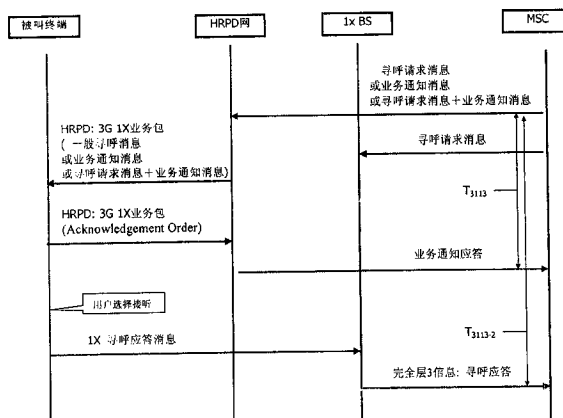 被叫终端
HRPD网
1x BS
MSC
寻呼请求消息
或业务通知消息
或寻呼请求消息＋业务通知消息
HRPD: 3G 1X业务包
( 一般寻呼消息
或业务通知消息
或寻呼请求消息＋业务通知消息)
寻呼请求消息
T3113
HRPD: 3G 1X业务包
(Acknowledgement Order)
业务通知应答
用户选择接听
T3113-2
1X 寻呼应答消息
完全层3信息: 寻呼应答